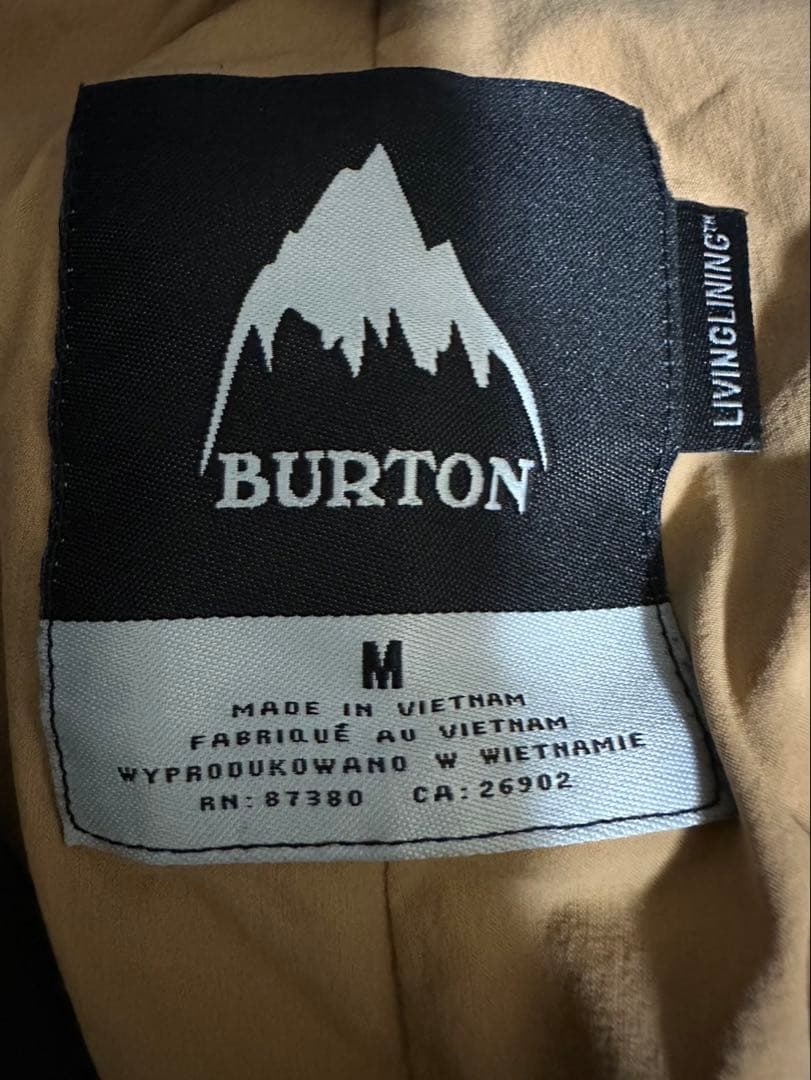 BURTON
LIVINGLINING™
M
MADE IN VIETNAM
FABRIQUÉ AU VIETNAM
WYPRODUKOWANO W WIETNAMIE
RN: 87380 CA: 26902